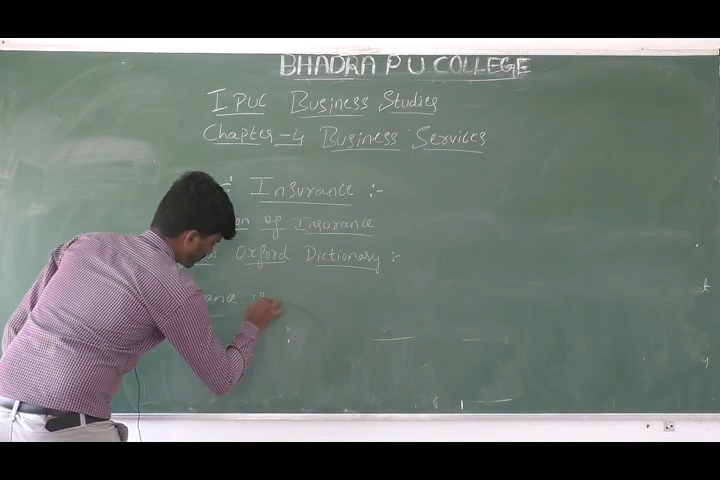 BHADRA P U COLLEGE
I PUC Business Studies
Chapter-4 Business Services
Insurance :-
of Insurance
Oxford Dictionary :-